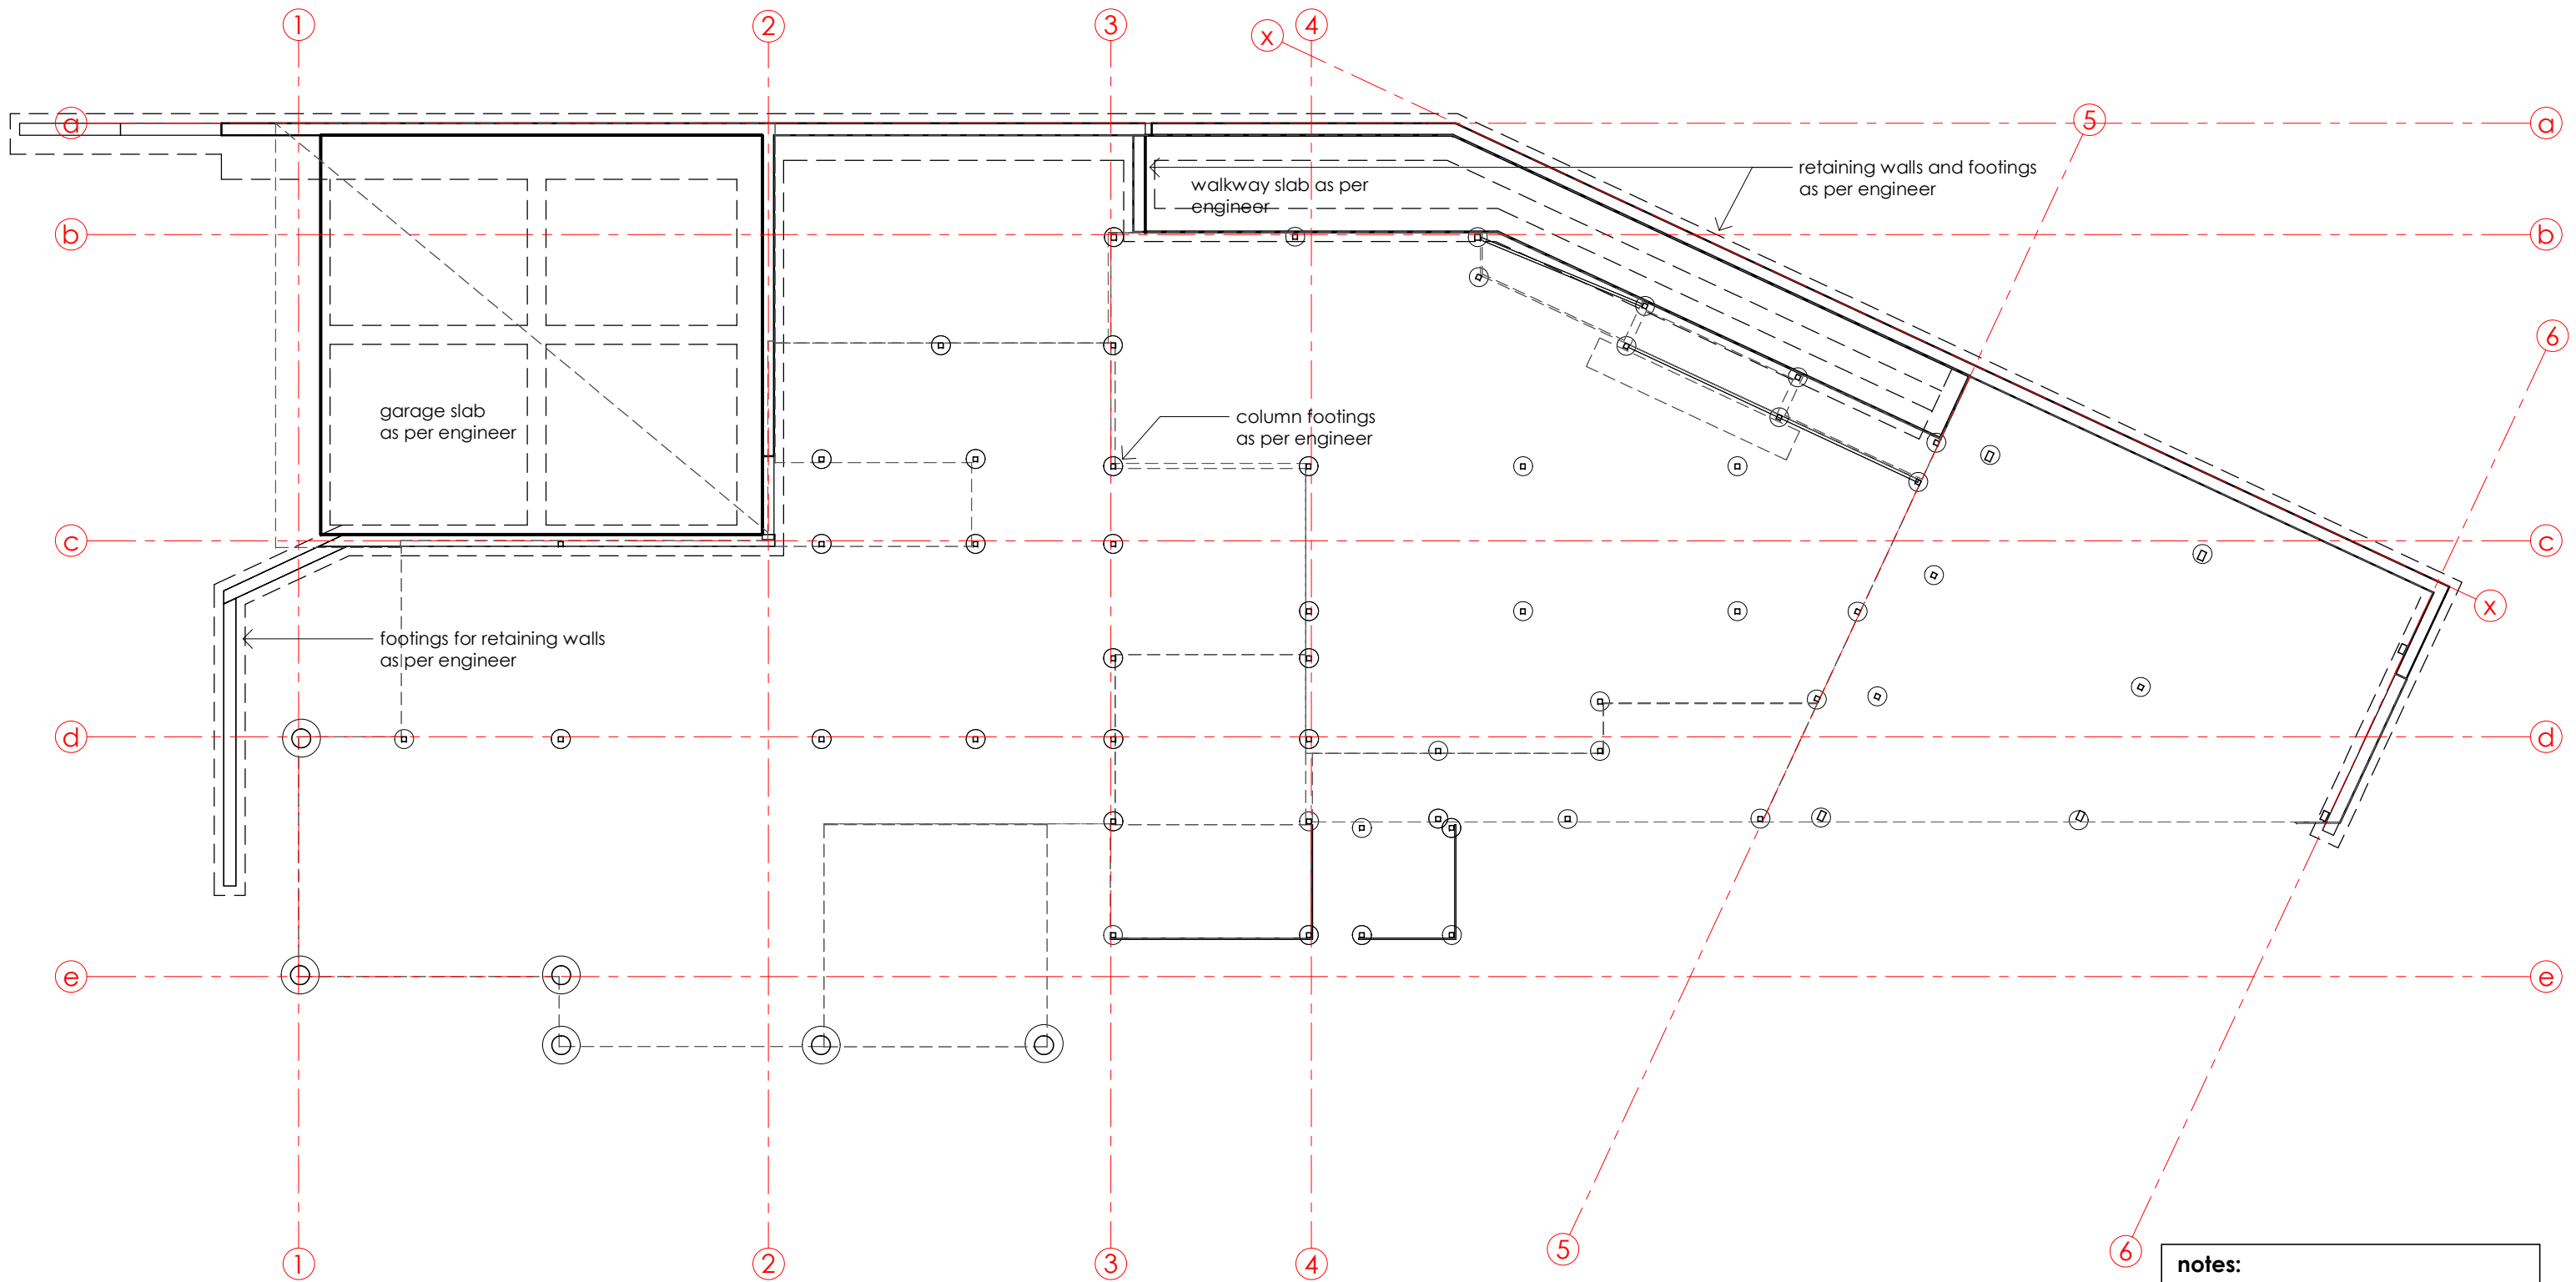 1
2
3
4
x
5
a
a
retaining walls and footings
as per engineer
walkway slab as per
engineer
b
b
6
garage slab
as per engineer
column footings
as per engineer
c
c
x
footings for retaining walls
as per engineer
d
d
e
e
1
2
3
4
5
6
notes: